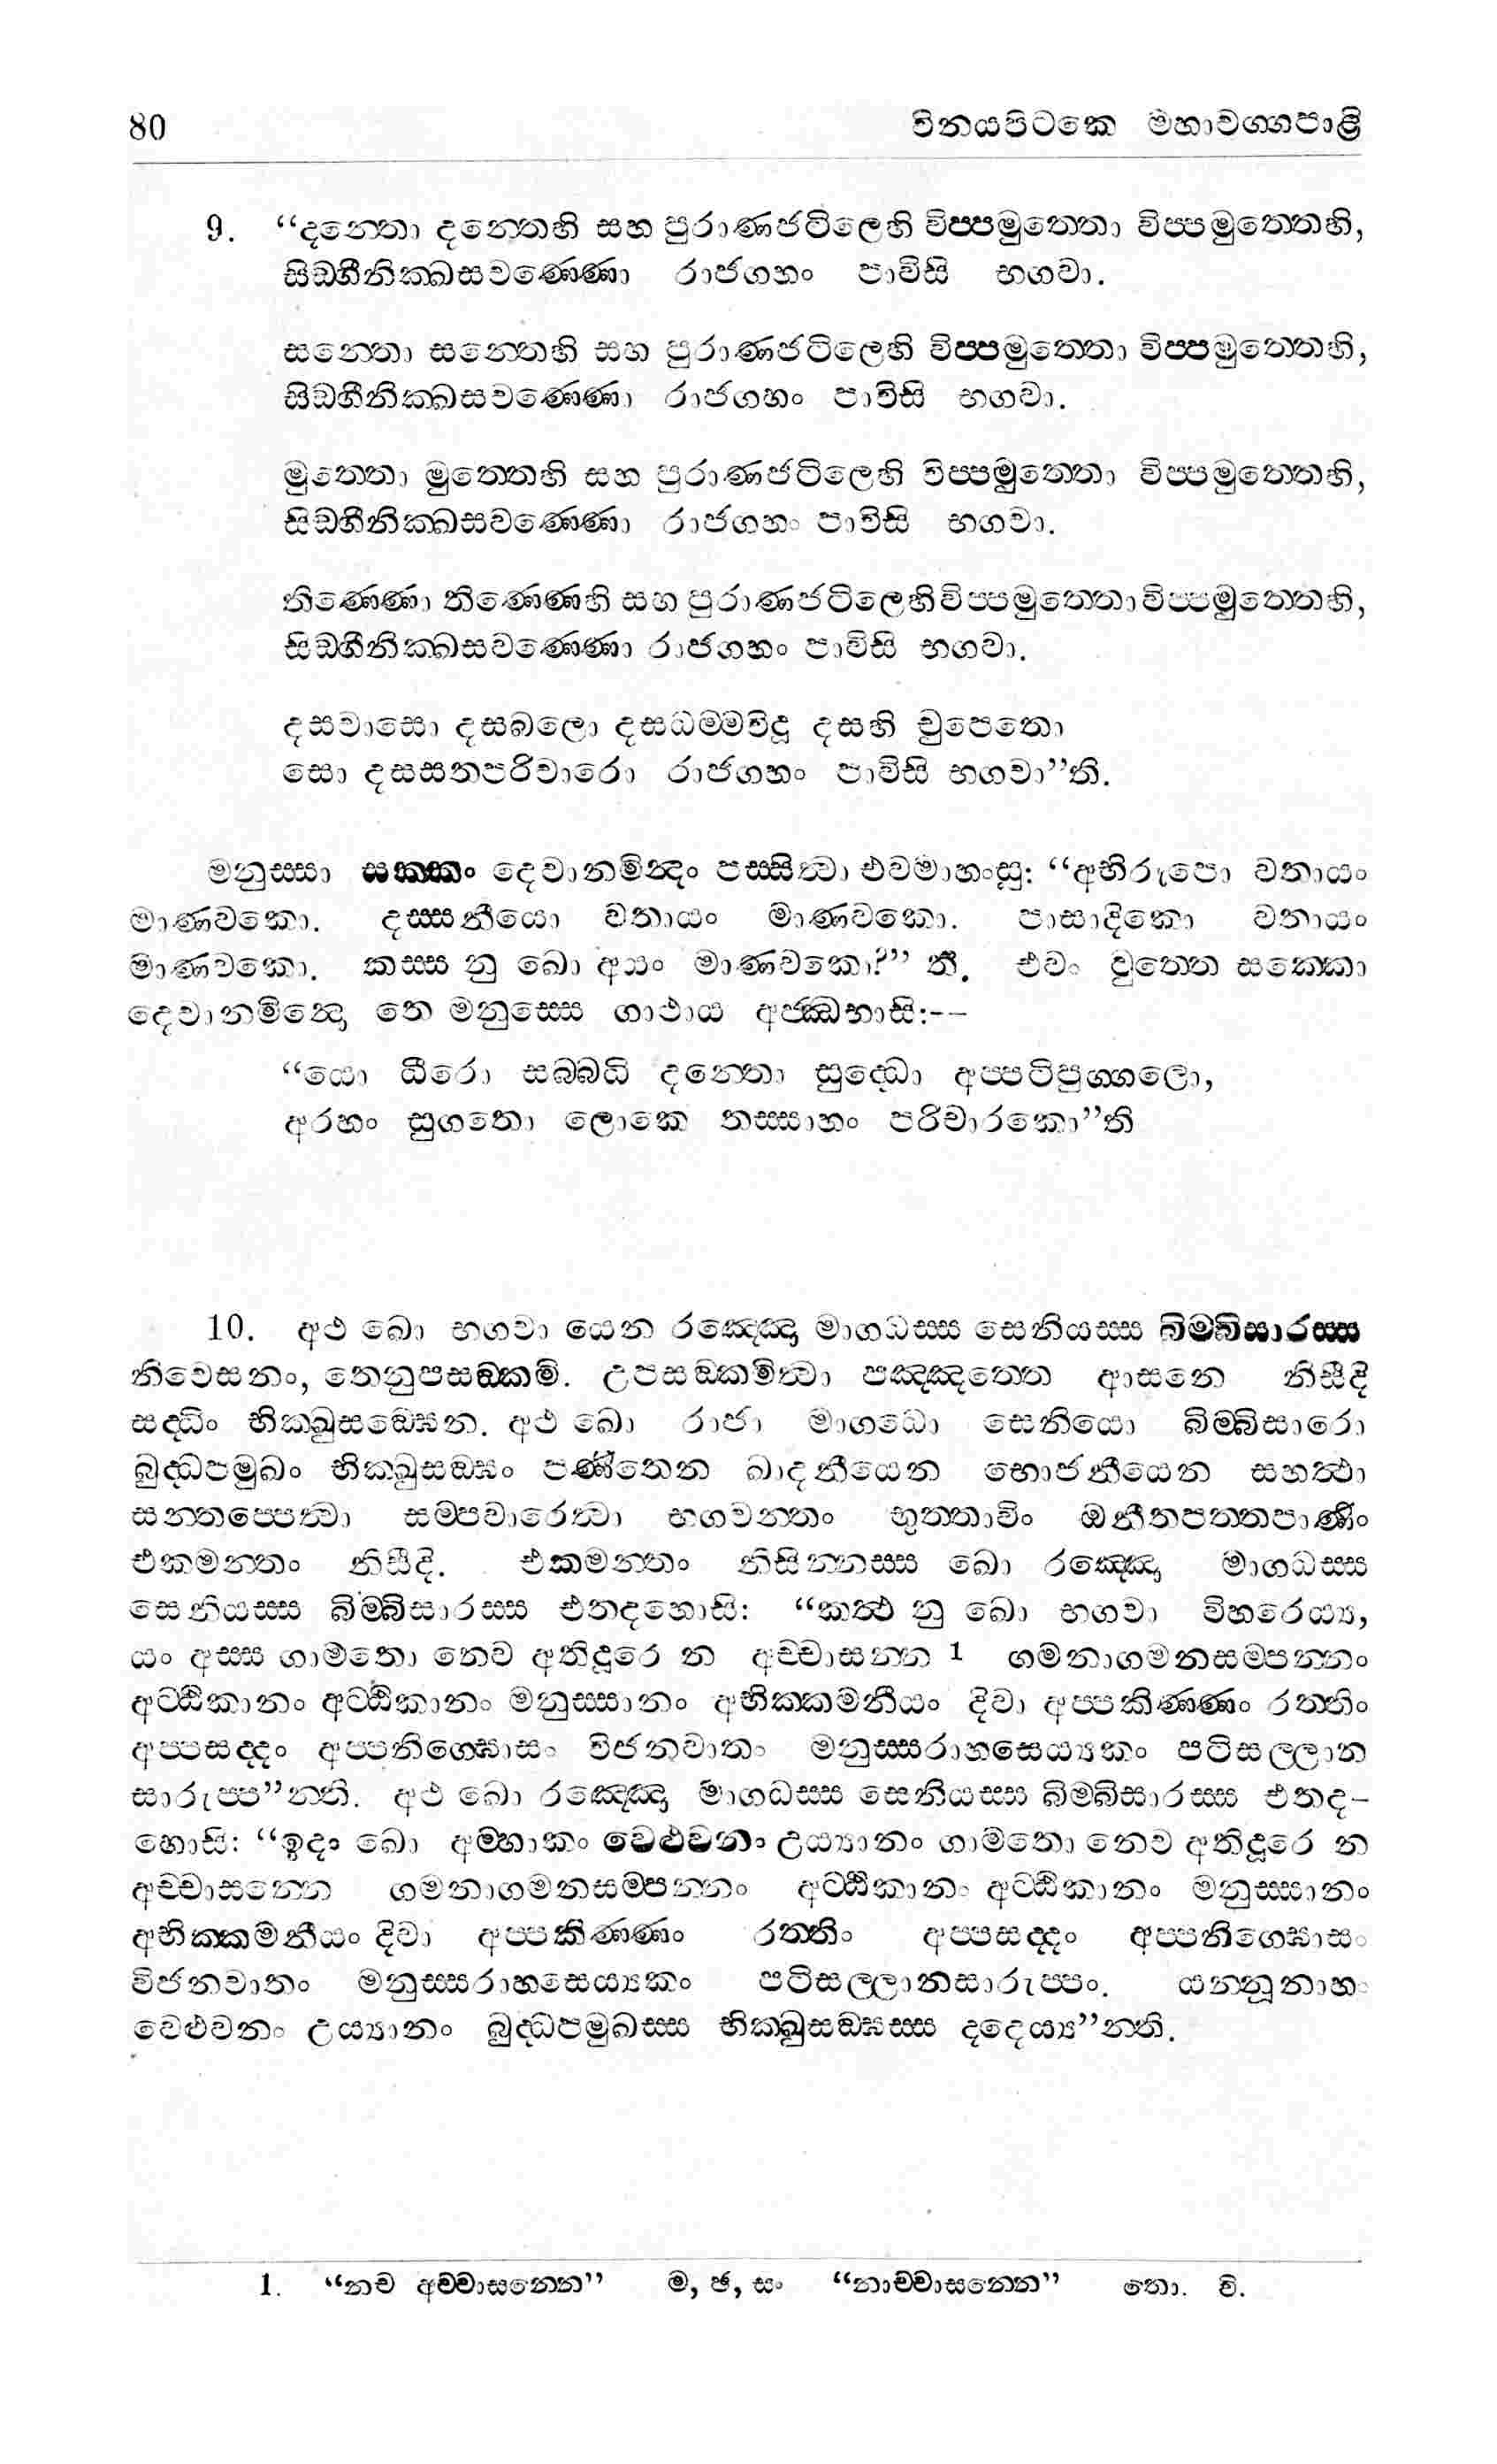 80 විනයපිටකෙ මහාවග්ගපාළි
9. “දන්තො දන්තෙහි සහ පුරාණජටිලෙහි විප්පමුත්තො විප්පමුත්තෙහි,
සිඞ්ගීනික්ඛසවණ්ණො රාජගහං පාවිසි භගවා.
සන්තො සන්තෙහි සහ පුරාණජටිලෙහි විප්පමුත්තො විප්පමුත්තෙහි,
සිඞ්ගීනික්ඛසවණ්ණො රාජගහං පාවිසි භගවා.
මුත්තො මුත්තෙහි සහ පුරාණජටිලෙහි විප්පමුත්තො විප්පමුත්තෙහි,
සිඞ්ගීනික්ඛසවණ්ණො රාජගහං පාවිසි භගවා.
තිණ්ණො තිණ්ණෙහි සහ පුරාණජටිලෙහි විප්පමුත්තො විප්පමුත්තෙහි,
සිඞ්ගීනික්ඛසවණ්ණො රාජගහං පාවිසි භගවා.
දසවාසො දසබලො දසධම්මවිදූ දසභි චුපෙතො
සො දසසතපරිවාරො රාජගහං පාවිසි භගවා”ති.
මනුස්සා සක්කං දෙවානමින්දං පස්සිත්වා එවමාහංසු: “අභිරූපො වතායං
මාණවකො. දස්සනීයො වතායං මාණවකො. පාසාදිකො වතායං
මාණවකො. කස්ස නු ඛො අයං මාණවකො?” තී. එවං වුත්තෙ සක්කො
දෙවානමින්දො තෙ මනුස්සෙ ගාථාය අජ්ඣභාසි:--
“යො ධීරො සබ්බධි දන්තො සුද්ධො අප්පටිපුග්ගලො,
අරහං සුගතො ලොකෙ තස්සාහං පරිචාරකො”ති
10. අථ ඛො භගවා යෙන රඤ්ඤො මාගධස්ස සෙනියස්ස බිම්බිසාරස්ස
නිවෙසනං, තෙනුපසඞ්කමි. උපසඞ්කමිත්වා පඤ්ඤත්තෙ ආසනෙ නිසීදි
සද්ධිං භික්ඛුසඞ්ඝෙන. අථ ඛො රාජා මාගධො සෙනියො බිම්බිසාරො
බුද්ධපමුඛං භික්ඛුසඞ්ඝං පණීතෙන ඛාදනීයෙන භොජනීයෙන සහත්ථා
සන්තප්පෙත්වා සම්පවාරෙත්වා භගවන්තං භුත්තාවිං ඔනීතපත්තපාණිං
එකමන්තං නිසීදි. එකමන්තං නිසින්නස්ස ඛො රඤ්ඤො මාගධස්ස
සෙනියස්ස බිම්බිසාරස්ස එතදහොසි: “කත්ථ නු ඛො භගවා විහරෙය්‍ය,
යං අස්ස ගාමතො නෙව අතිදූරෙ න අච්චාසන්න 1 ගමනාගමනසම්පන්නං
අට්ඨිකානං අට්ඨිකානං මනුස්සානං අභික්කමනීයං දිවා අප්පකිණ්ණං රත්තිං
අප්පසද්දං අප්පනිග්ඝොසං විජනවාතං මනුස්සරාහසෙය්‍යකං පටිසල්ලාන
සාරුප්ප”න්ති. අථ ඛො රඤ්ඤො මාගධස්ස සෙනියස්ස බිම්බිසාරස්ස එතද-
හොසි: “ඉදං ඛො අම්හාකං වෙළුවනං උය්‍යානං ගාමතො නෙව අතිදූරෙ න
අච්චාසන්නෙ ගමනාගමනසම්පන්නං අට්ඨිකානං අට්ඨිකානං මනුස්සානං
අභික්කමනීයං දිවා අප්පකිණ්ණං රත්තිං අප්පසද්දං අප්පනිග්ඝොසං
විජනවාතං මනුස්සරාහසෙය්‍යකං පටිසල්ලානසාරුප්පං. යන්නූනාහං
වෙළුවනං උය්‍යානං බුද්ධපමුඛස්ස භික්ඛුසඞ්ඝස්ස දදෙය්‍ය”න්ති.
1. “නච අච්චාසන්නෙ” ම, ඡ, සං “නාච්චාසන්නෙ” තො. වි.